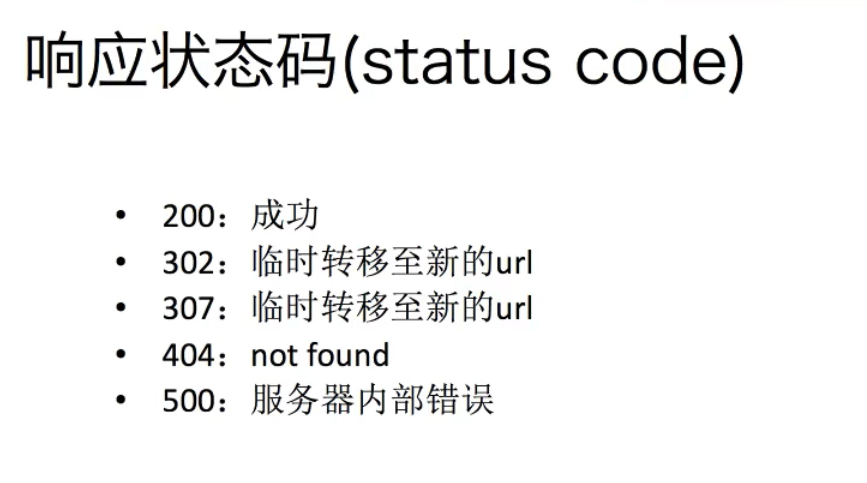 响应状态码(status code)
• 200：成功
• 302：临时转移至新的url
• 307：临时转移至新的url
• 404：not found
• 500：服务器内部错误